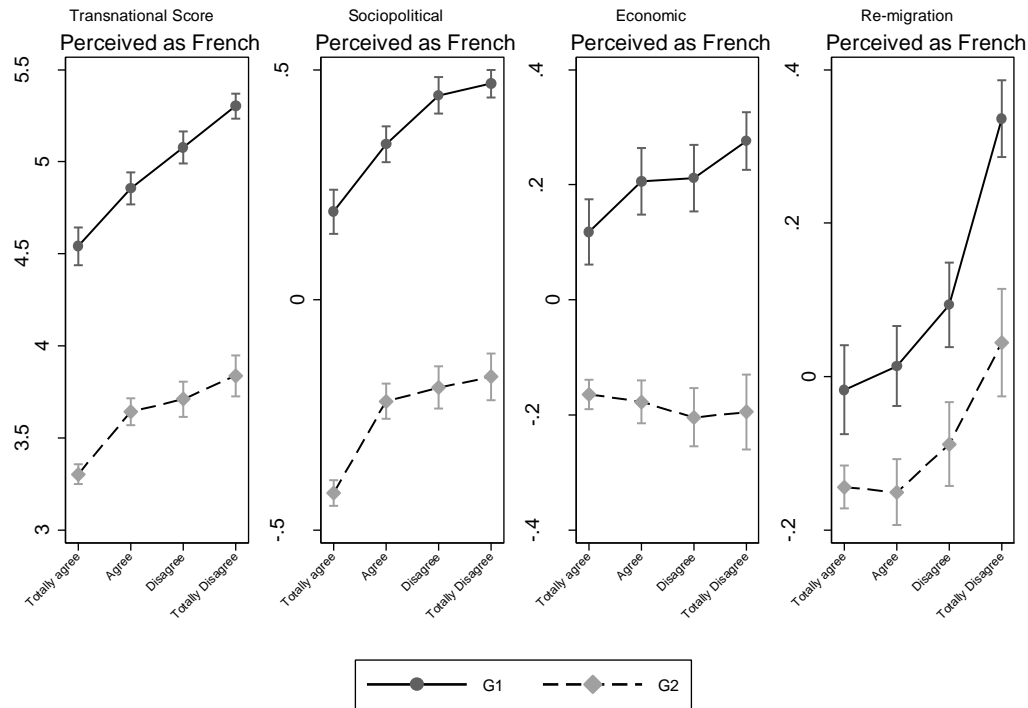 Transnational Score Sociopolitical Economic Re-migration
Perceived as French Perceived as French Perceived as French Perceived as French
5.5 .5 .4 .4
5 .2 .2
4.5
4 0 0 0
3.5 -.2
3 -.5 -.4 -.2
Totally agree Agree Disagree Totally Disagree Totally agree Agree Disagree Totally Disagree Totally agree Agree Disagree Totally Disagree Totally agree Agree Disagree Totally Disagree
G1 G2